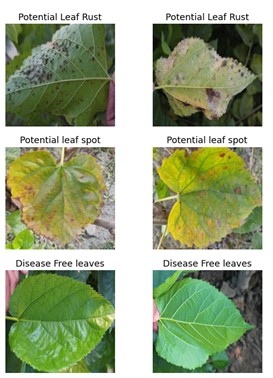 Potential Leaf Rust Potential Leaf Rust
Potential leaf spot Potential leaf spot
Disease Free leaves Disease Free leaves